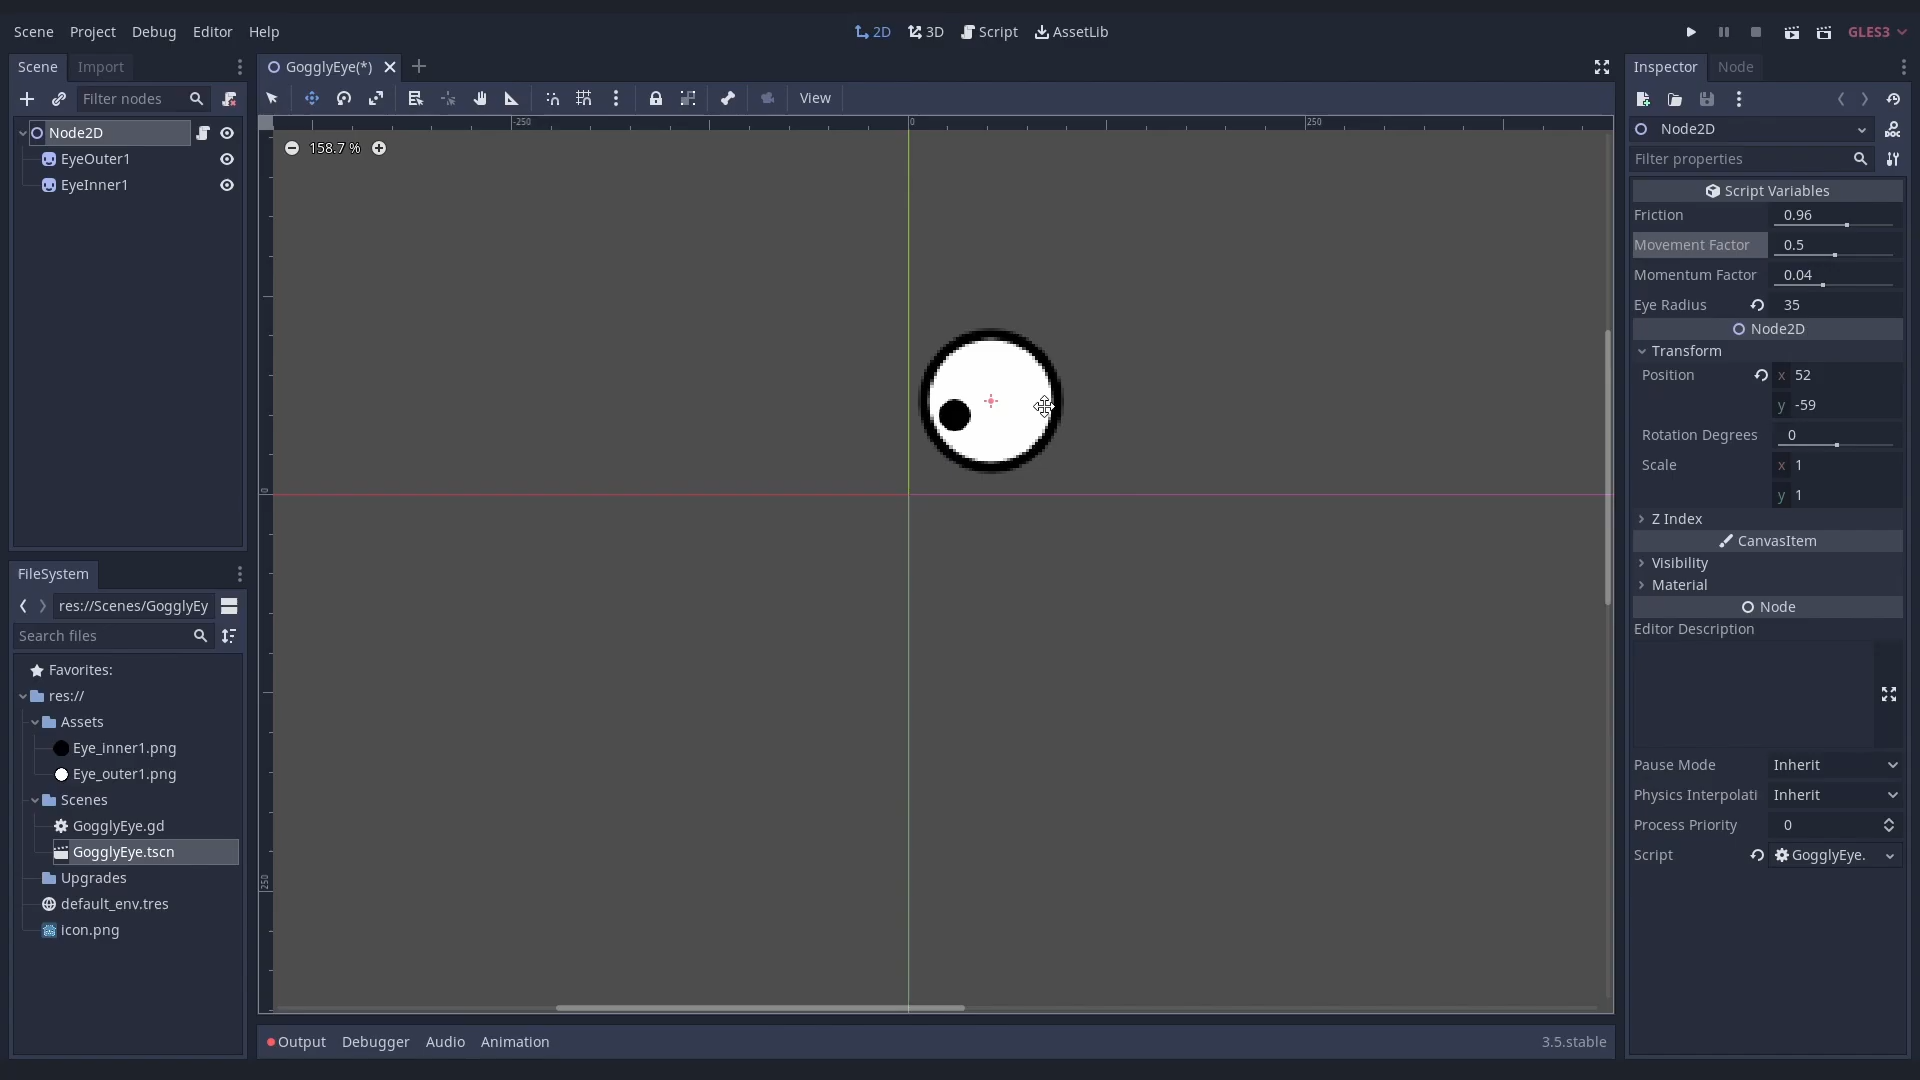 Scene Project Debug Editor Help
2D 3D Script AssetLib
GLES3
Scene Import
Filter nodes
Node2D
EyeOuter1
EyeInner1
FileSystem
res://Scenes/GogglyEy
Search files
Favorites:
res://
Assets
Eye_inner1.png
Eye_outer1.png
Scenes
GogglyEye.gd
GogglyEye.tscn
Upgrades
default_env.tres
icon.png
GogglyEye(*)
View
-250 0 250
158.7 %
0
250
Output Debugger Audio Animation
3.5.stable
Inspector Node
Node2D
Filter properties
Script Variables
Friction 0.96
Movement Factor 0.5
Momentum Factor 0.04
Eye Radius 35
Node2D
Transform
Position x 52
y -59
Rotation Degrees 0
Scale x 1
y 1
Z Index
CanvasItem
Visibility
Material
Node
Editor Description
Pause Mode Inherit
Physics Interpolati Inherit
Process Priority 0
Script GogglyEye.